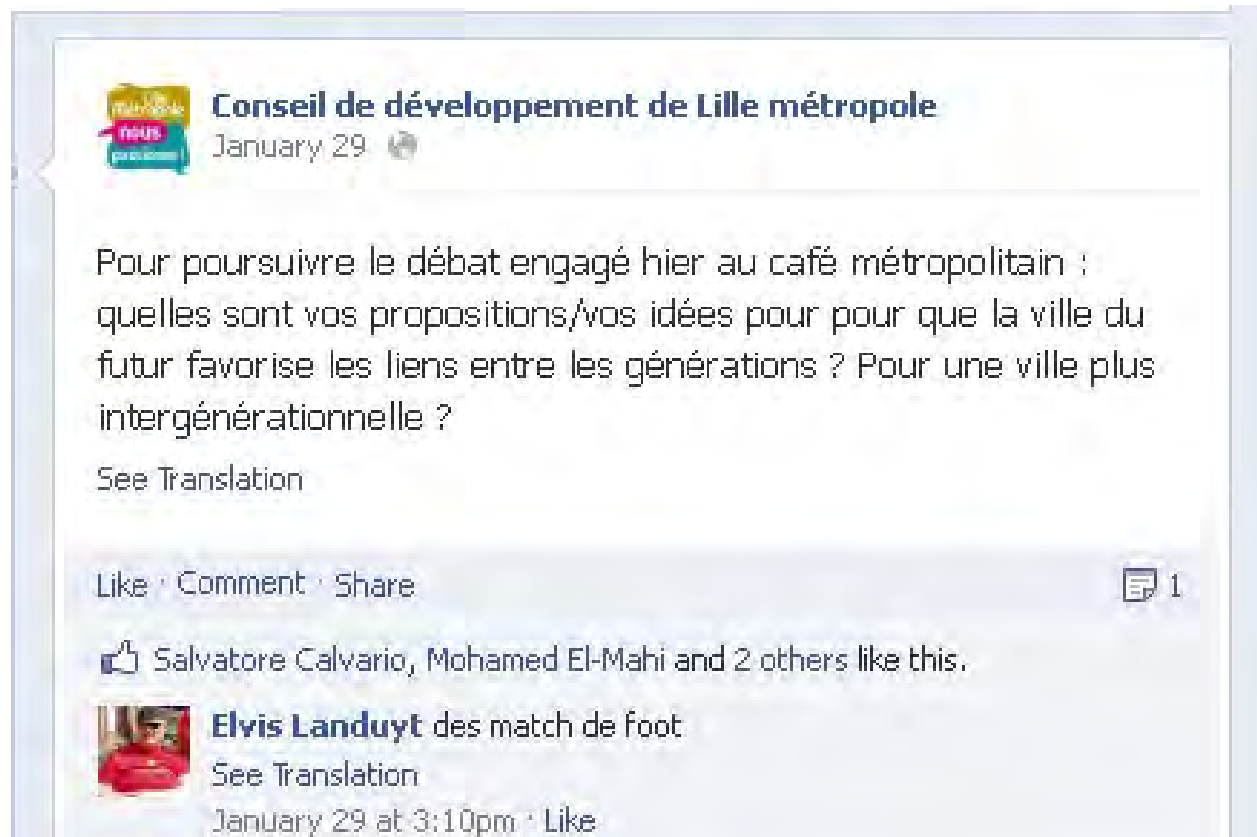 métropole
nous
Conseil de développement de Lille métropole
January 29
Pour poursuivre le débat engagé hier au café métropolitain :
quelles sont vos propositions/vos idées pour pour que la ville du
futur favorise les liens entre les générations ? Pour une ville plus
intergénérationnelle ?
See Translation
Like · Comment · Share
1
Salvatore Calvario, Mohamed El-Mahi and 2 others like this.
Elvis Landuyt des match de foot
See Translation
January 29 at 3:10pm · Like